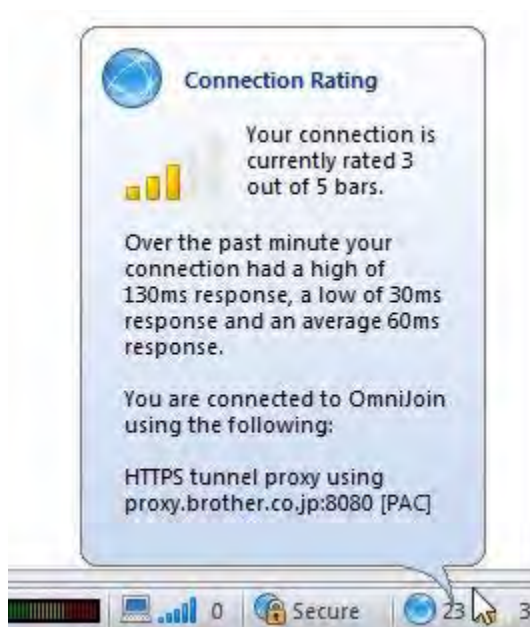 Connection Rating
Your connection is
currently rated 3
out of 5 bars.
Over the past minute your
connection had a high of
130ms response, a low of 30ms
response and an average 60ms
response.
You are connected to OmniJoin
using the following:
HTTPS tunnel proxy using
proxy.brother.co.jp:8080 [PAC]
0 Secure 23 3